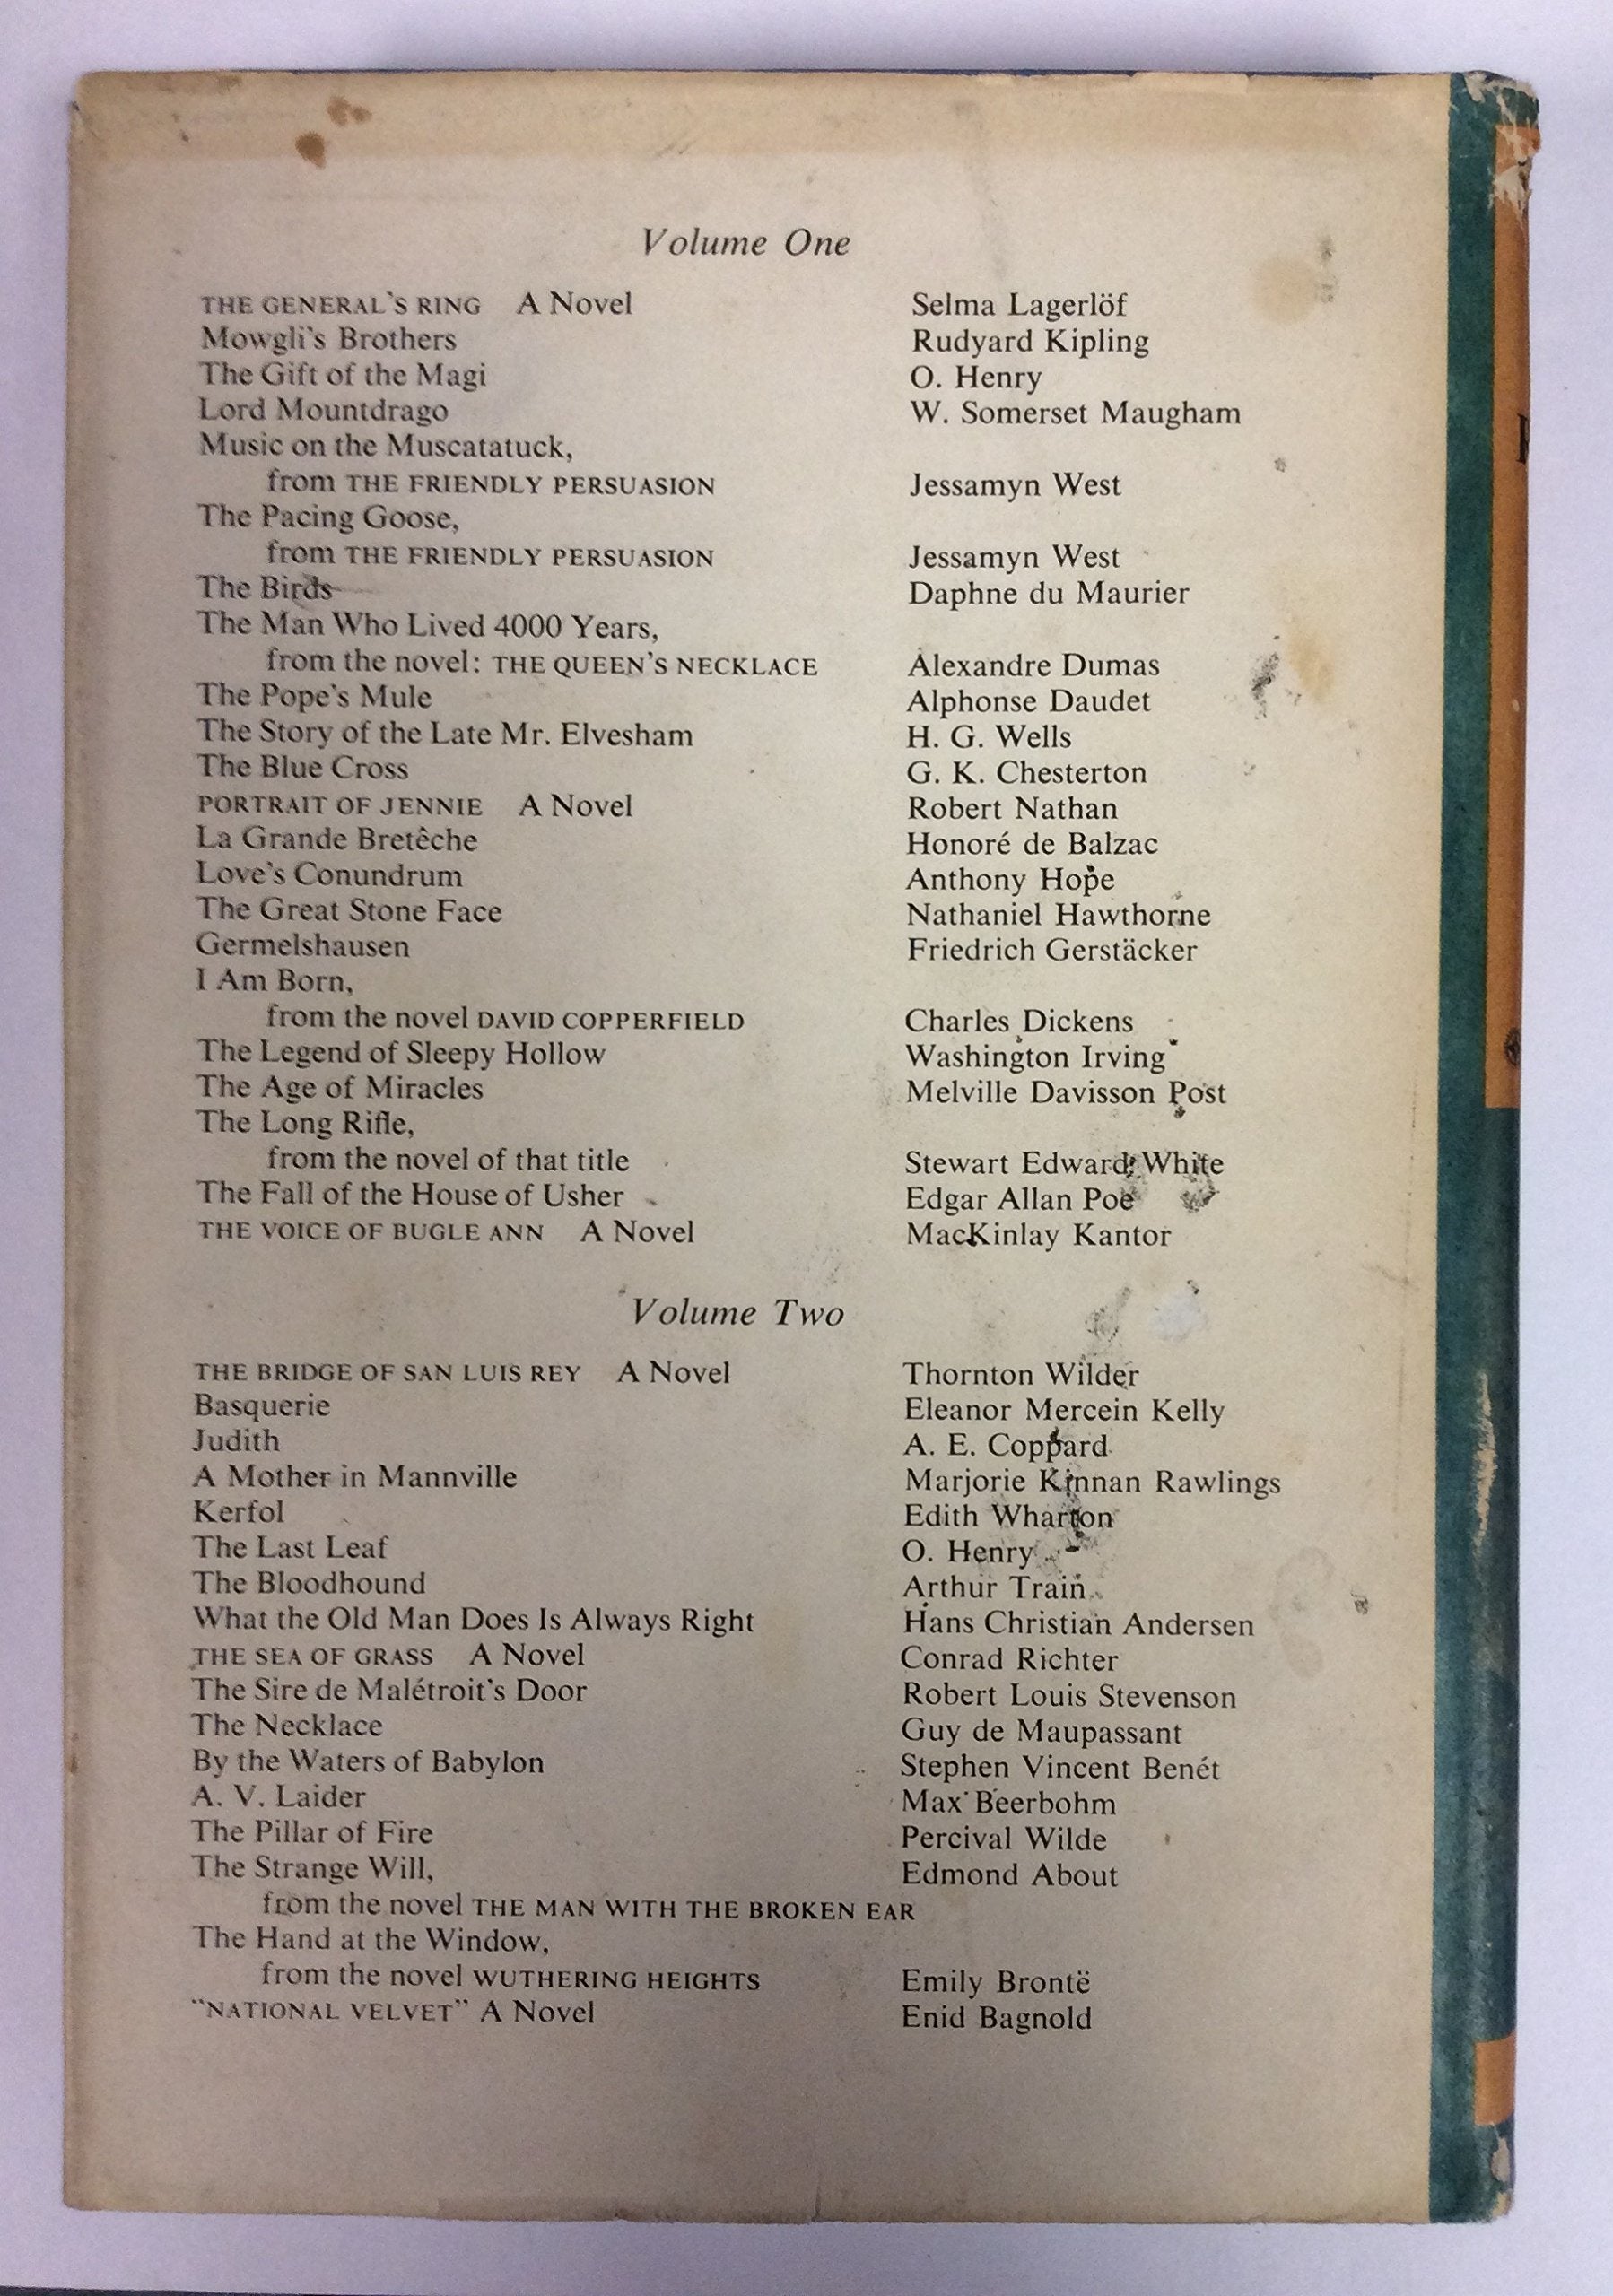 Volume One
THE GENERAL'S RING A Novel Selma Lagerlöf
Mowgli's Brothers Rudyard Kipling
The Gift of the Magi O. Henry
Lord Mountdrago W. Somerset Maugham
Music on the Muscatatuck,
from THE FRIENDLY PERSUASION Jessamyn West
The Pacing Goose,
from THE FRIENDLY PERSUASION Jessamyn West
The Birds Daphne du Maurier
The Man Who Lived 4000 Years,
from the novel: THE QUEEN'S NECKLACE Alexandre Dumas
The Pope's Mule Alphonse Daudet
The Story of the Late Mr. Elvesham H. G. Wells
The Blue Cross G. K. Chesterton
PORTRAIT OF JENNIE A Novel Robert Nathan
La Grande Bretêche Honoré de Balzac
Love's Conundrum Anthony Hope
The Great Stone Face Nathaniel Hawthorne
Germelshausen Friedrich Gerstäcker
I Am Born,
from the novel DAVID COPPERFIELD Charles Dickens
The Legend of Sleepy Hollow Washington Irving
The Age of Miracles Melville Davisson Post
The Long Rifle,
from the novel of that title Stewart Edward White
The Fall of the House of Usher Edgar Allan Poe
THE VOICE OF BUGLE ANN A Novel MacKinlay Kantor
Volume Two
THE BRIDGE OF SAN LUIS REY A Novel Thornton Wilder
Basquerie Eleanor Mercein Kelly
Judith A. E. Coppard
A Mother in Mannville Marjorie Kinnan Rawlings
Kerfol Edith Wharton
The Last Leaf O. Henry
The Bloodhound Arthur Train
What the Old Man Does Is Always Right Hans Christian Andersen
THE SEA OF GRASS A Novel Conrad Richter
The Sire de Malétroit's Door Robert Louis Stevenson
The Necklace Guy de Maupassant
By the Waters of Babylon Stephen Vincent Benét
A. V. Laider Max Beerbohm
The Pillar of Fire Percival Wilde
The Strange Will, Edmond About
from the novel THE MAN WITH THE BROKEN EAR
The Hand at the Window,
from the novel WUTHERING HEIGHTS Emily Brontë
"NATIONAL VELVET" A Novel Enid Bagnold